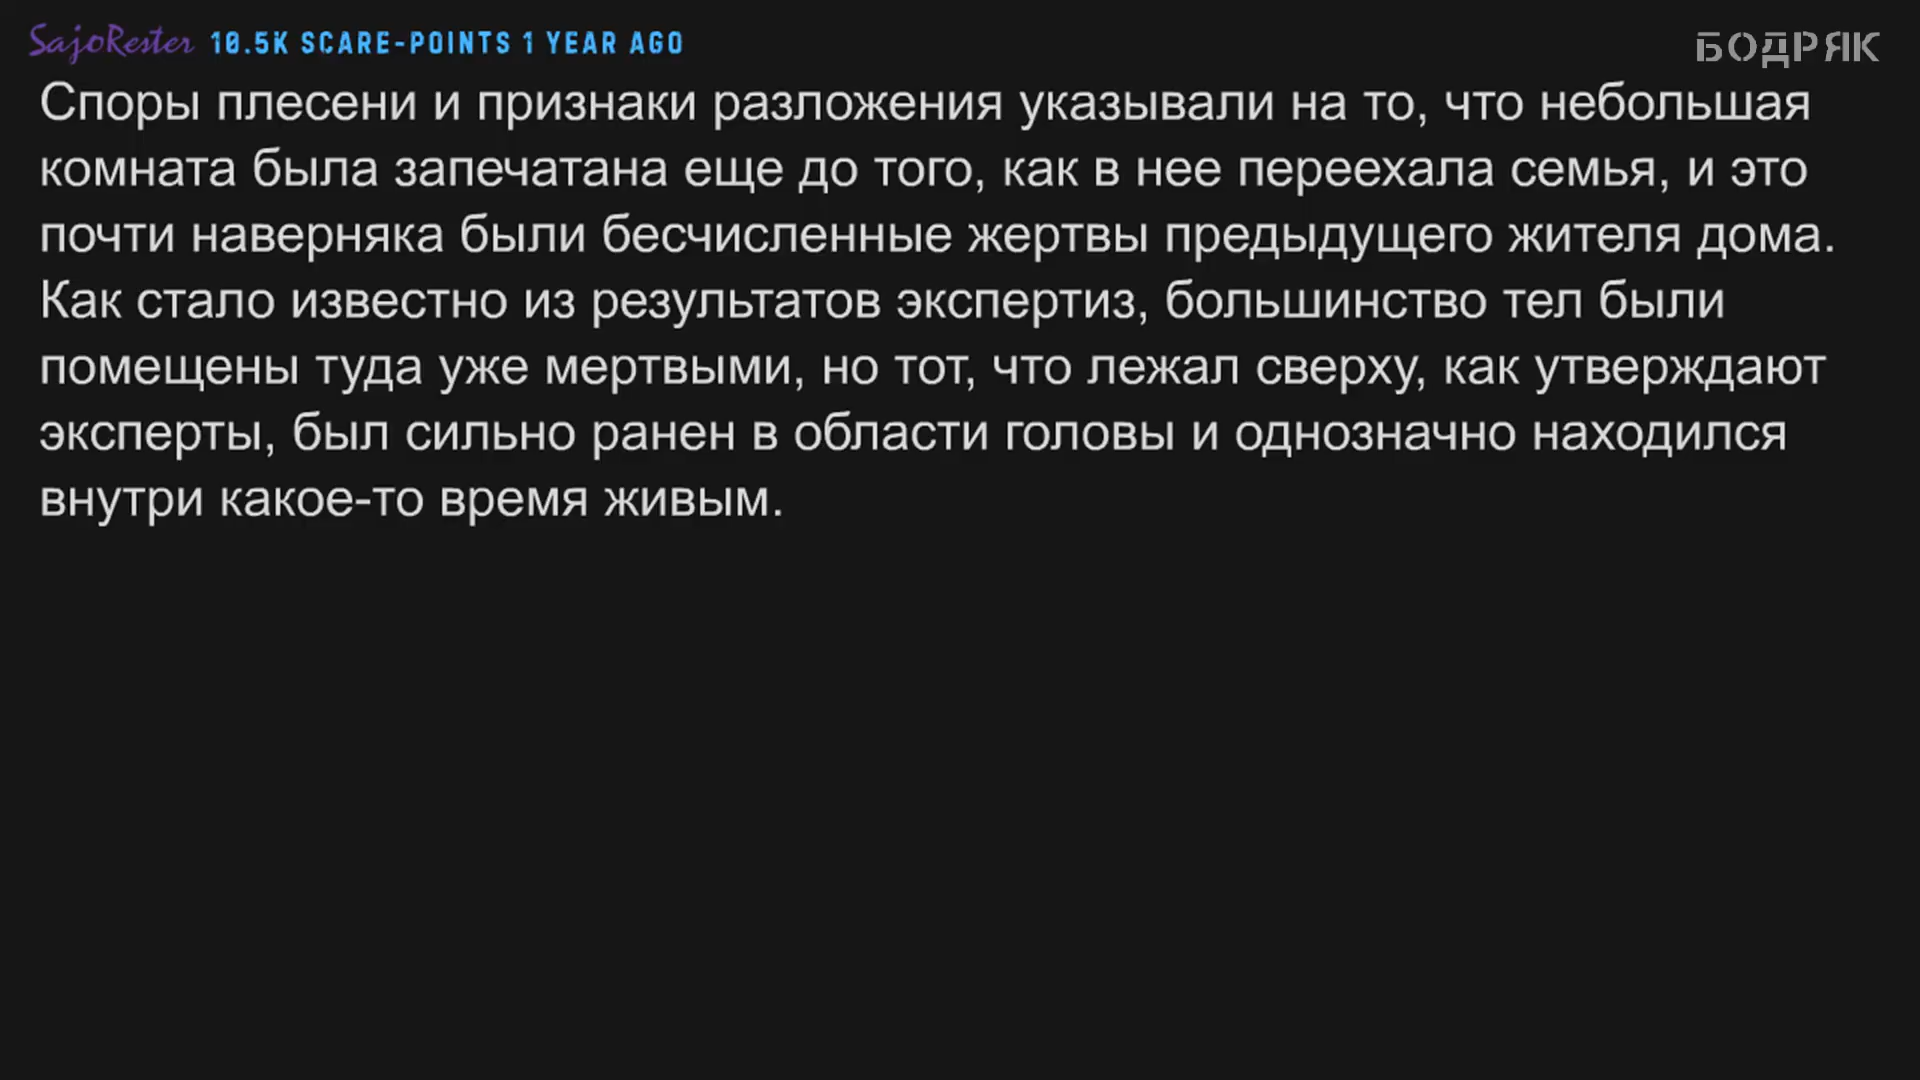 SajoRester 10.5K SCARE-POINTS 1 YEAR AGO
БОДРЯК
Споры плесени и признаки разложения указывали на то, что небольшая
комната была запечатана еще до того, как в нее переехала семья, и это
почти наверняка были бесчисленные жертвы предыдущего жителя дома.
Как стало известно из результатов экспертиз, большинство тел были
помещены туда уже мертвыми, но тот, что лежал сверху, как утверждают
эксперты, был сильно ранен в области головы и однозначно находился
внутри какое-то время живым.